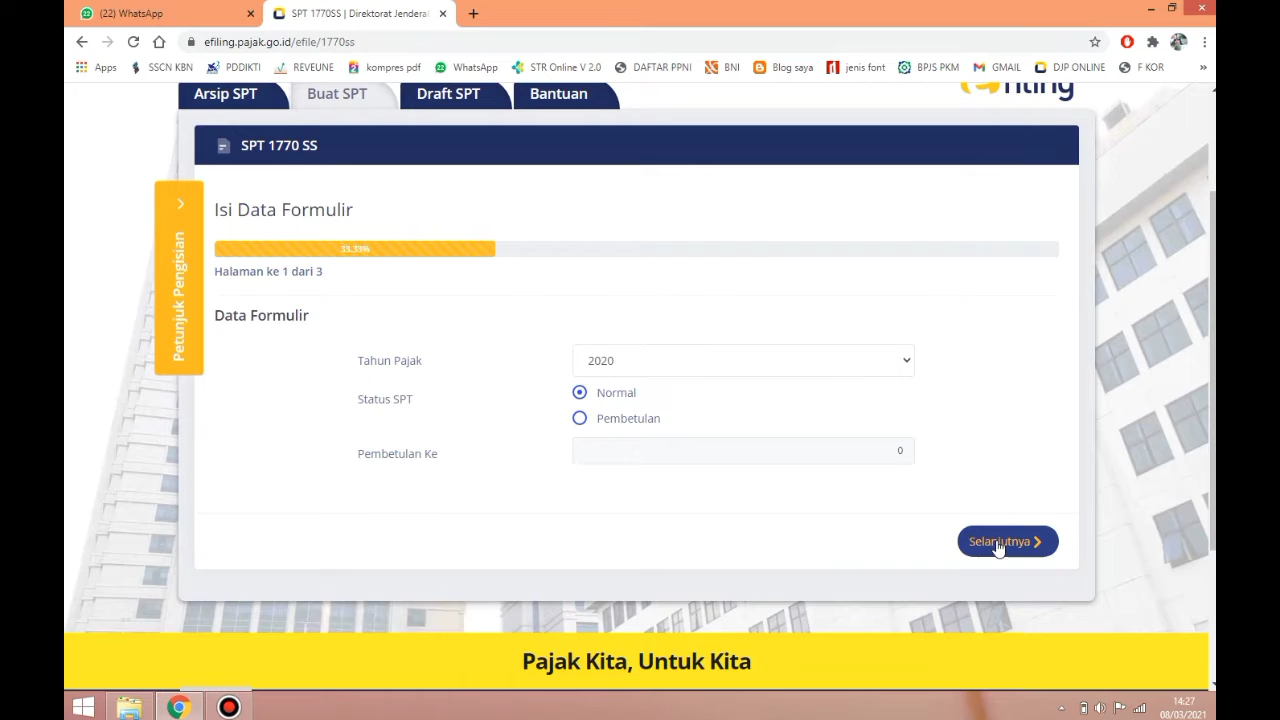 (22) WhatsApp
SPT 1770SS | Direktorat Jendera
efiling.pajak.go.id/efile/1770ss
Apps SSCN KBN PDDIKTI REVEUNE kompres pdf WhatsApp STR Online V 2.0 DAFTAR PPNI BNI Blog saya jenis font BPJS PKM GMAIL DJP ONLINE F KOR »
Arsip SPT Buat SPT Draft SPT Bantuan
SPT 1770 SS
Petunjuk Pengisian
Isi Data Formulir
33.33%
Halaman ke 1 dari 3
Data Formulir
Tahun Pajak 2020
Status SPT Normal
Pembetulan
Pembetulan Ke 0
Selanjutnya
Pajak Kita, Untuk Kita
14:27
08/03/2021